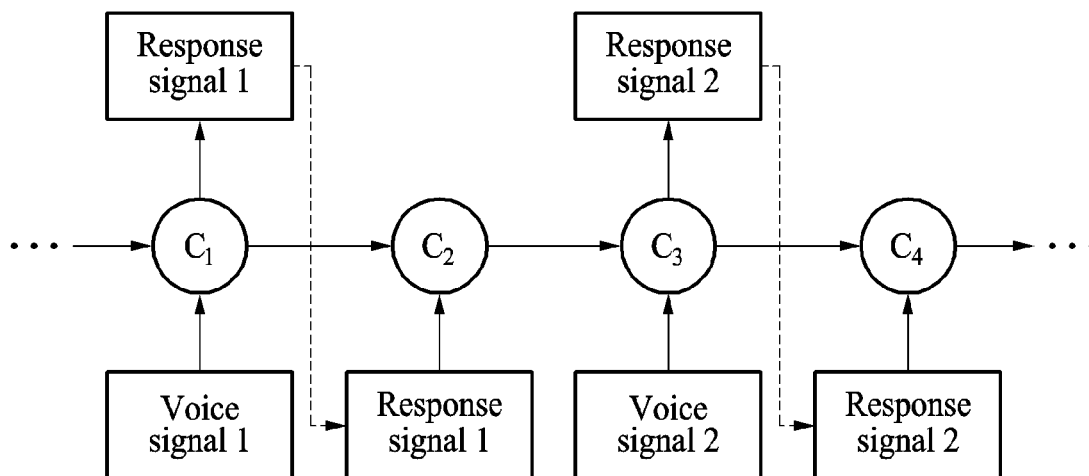 Response
signal 1
Response
signal 2
• • •
C1
C2
C3
C4
• • •
Voice
signal 1
Response
signal 1
Voice
signal 2
Response
signal 2